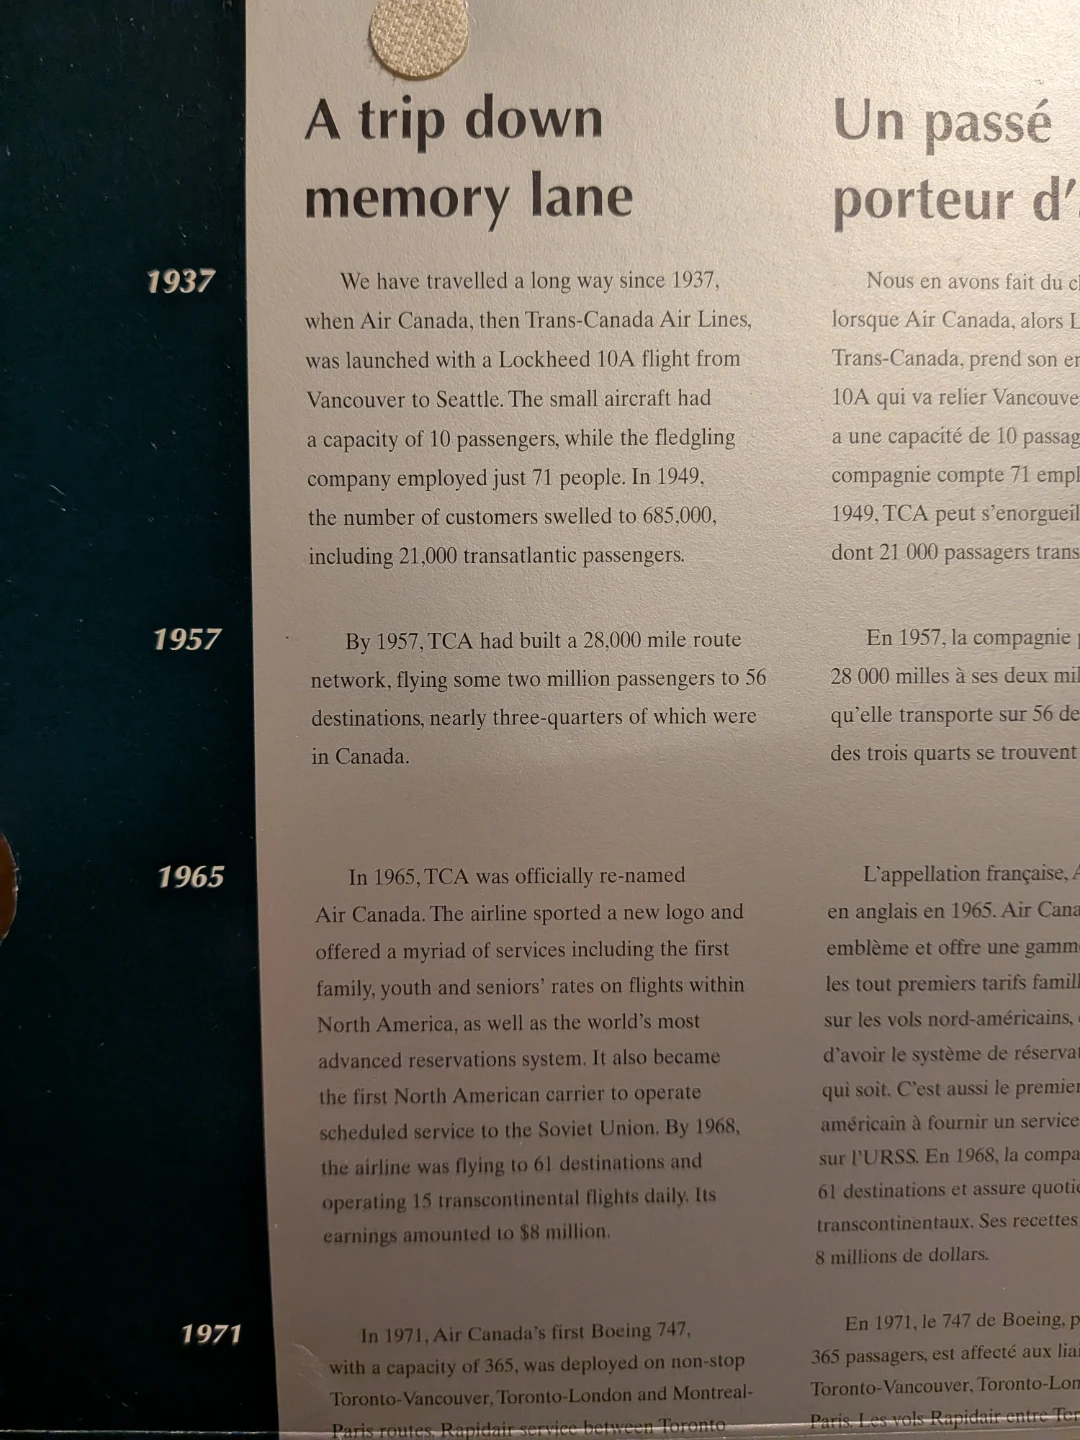 A trip down
memory lane
1937
We have travelled a long way since 1937,
when Air Canada, then Trans-Canada Air Lines,
was launched with a Lockheed 10A flight from
Vancouver to Seattle. The small aircraft had
a capacity of 10 passengers, while the fledgling
company employed just 71 people. In 1949,
the number of customers swelled to 685,000,
including 21,000 transatlantic passengers.
1957
By 1957, TCA had built a 28,000 mile route
network, flying some two million passengers to 56
destinations, nearly three-quarters of which were
in Canada.
1965
In 1965, TCA was officially re-named
Air Canada. The airline sported a new logo and
offered a myriad of services including the first
family, youth and seniors' rates on flights within
North America, as well as the world's most
advanced reservations system. It also became
the first North American carrier to operate
scheduled service to the Soviet Union. By 1968,
the airline was flying to 61 destinations and
operating 15 transcontinental flights daily. Its
earnings amounted to $8 million.
1971
In 1971, Air Canada's first Boeing 747,
with a capacity of 365, was deployed on non-stop
Toronto-Vancouver, Toronto-London and Montreal-
Paris routes. Rapidair service between Toronto
Un passé
porteur d'
Nous en avons fait du
lorsque Air Canada, alors
Trans-Canada, prend son
10A qui va relier
a une capacité de 10
compagnie compte 71
1949, TCA peut
dont 21 000 passagers
En 1957, la compagnie
28 000 milles à ses deux
qu'elle transporte sur 56
des trois quarts se trouvent
L'appellation française,
en anglais en 1965. Air
emblème et offre une
les tout premiers tarifs
sur les vols nord-américains,
d'avoir le système de
qui soit. C'est aussi le premier
américain à fournir un service
sur l'URSS. En 1968, la
61 destinations et assure
transcontinentaux. Ses recettes
8 millions de dollars.
En 1971, le 747 de Boeing,
365 passagers, est affecté aux
Toronto-Vancouver,
Paris. Les vols Rapidair entre